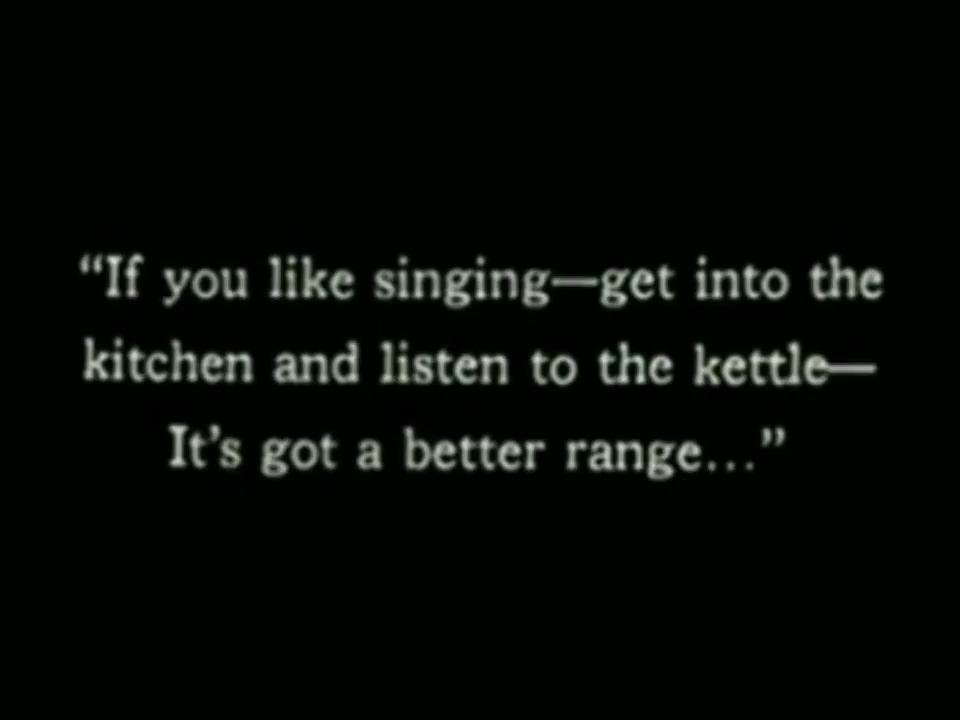 “If you like singing—get into the
kitchen and listen to the kettle—
It’s got a better range...”